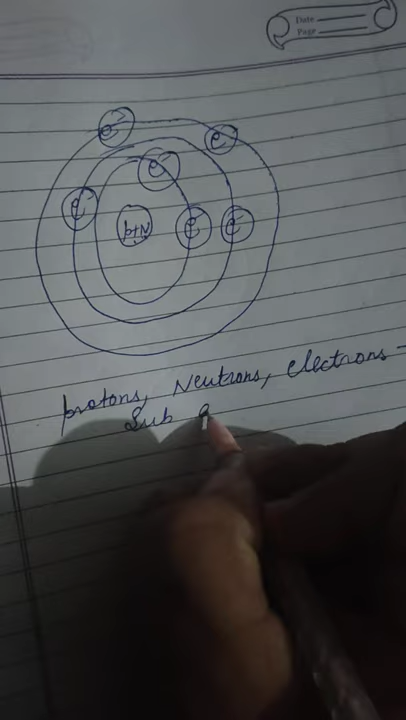 Date
Page
e⁻
e⁻
e⁻
e⁻
p+N
e⁻
e⁻
protons, Neutrons, electrons -
Sub a